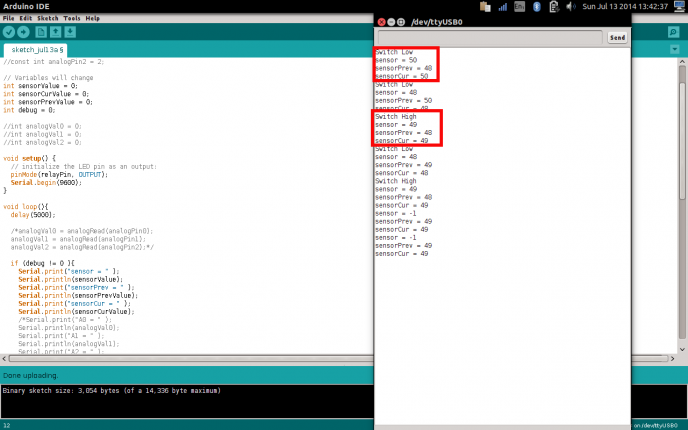 Arduino IDE
Sun Jul 13 2014 13:42:37
File Edit Sketch Tools Help
sketch_jul13a §
//const int analogPin2 = 2;
// Variables will change
int sensorValue = 0;
int sensorCurValue = 0;
int sensorPrevValue = 0;
int debug = 0;
//int analogVal0 = 0;
//int analogVal1 = 0;
//int analogVal2 = 0;
void setup() {
// initialize the LED pin as an output:
pinMode(relayPin, OUTPUT);
Serial.begin(9600);
}
void loop(){
delay(5000);
/*analogVal0 = analogRead(analogPin0);
analogVal1 = analogRead(analogPin1);
analogVal2 = analogRead(analogPin2);*/
if (debug != 0 ){
Serial.print("sensor = " );
Serial.println(sensorValue);
Serial.print("sensorPrev = " );
Serial.println(sensorPrevValue);
Serial.print("sensorCur = " );
Serial.println(sensorCurValue);
/*Serial.print("A0 = " );
Serial.println(analogVal0);
Serial.print("A1 = " );
Serial.println(analogVal1);
Serial.print("A2 = " );
Done uploading.
Binary sketch size: 3,054 bytes (of a 14,336 byte maximum)
12
on /dev/ttyUSB0
/dev/ttyUSB0
Send
Switch Low
sensor = 50
sensorPrev = 48
sensorCur = 50
Switch Low
sensor = 48
sensorPrev = 50
sensorCur = 48
Switch High
sensor = 49
sensorPrev = 48
sensorCur = 49
Switch Low
sensor = 48
sensorPrev = 49
sensorCur = 48
Switch High
sensor = 49
sensorPrev = 48
sensorCur = 49
sensor = -1
sensorPrev = 49
sensorCur = 49
sensor = -1
sensorPrev = 49
sensorCur = 49